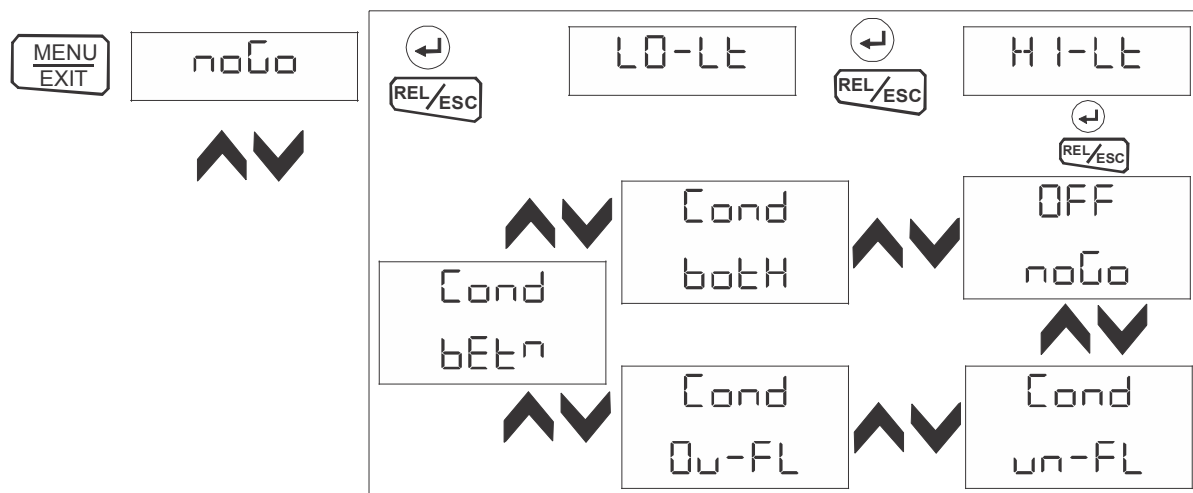 MENU
EXIT
noGo
REL/ESC
LO-Lt
REL/ESC
HI-Lt
REL/ESC
Cond
botH
OFF
noGo
Cond
bEtn
Cond
Ov-FL
Cond
un-FL